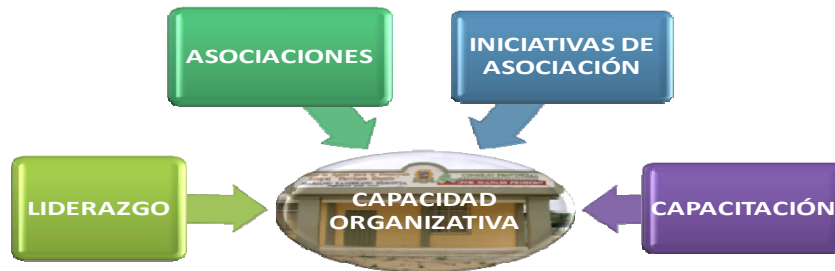 ASOCIACIONES
INICIATIVAS DE
ASOCIACIÓN
LIDERAZGO
CAPACIDAD
ORGANIZATIVA
CAPACITACIÓN